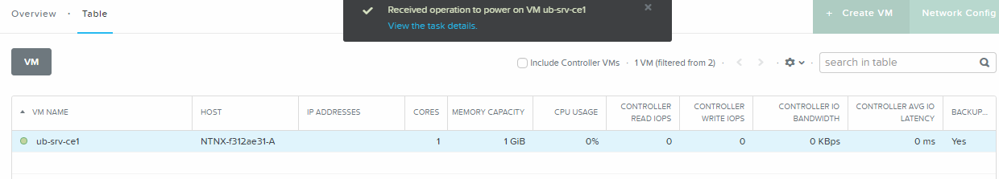 Overview · Table
Received operation to power on VM ub-srv-ce1
View the task details.
+ Create VM
Network Config
VM
Include Controller VMs · 1 VM (filtered from 2) ·
search in table
VM NAME
HOST
IP ADDRESSES
CORES
MEMORY CAPACITY
CPU USAGE
CONTROLLER
READ IOPS
CONTROLLER
WRITE IOPS
CONTROLLER IO
BANDWIDTH
CONTROLLER AVG IO
LATENCY
BACKUP...
ub-srv-ce1
NTNX-f312ae31-A
1
1 GiB
0%
0
0
0 KBps
0 ms
Yes